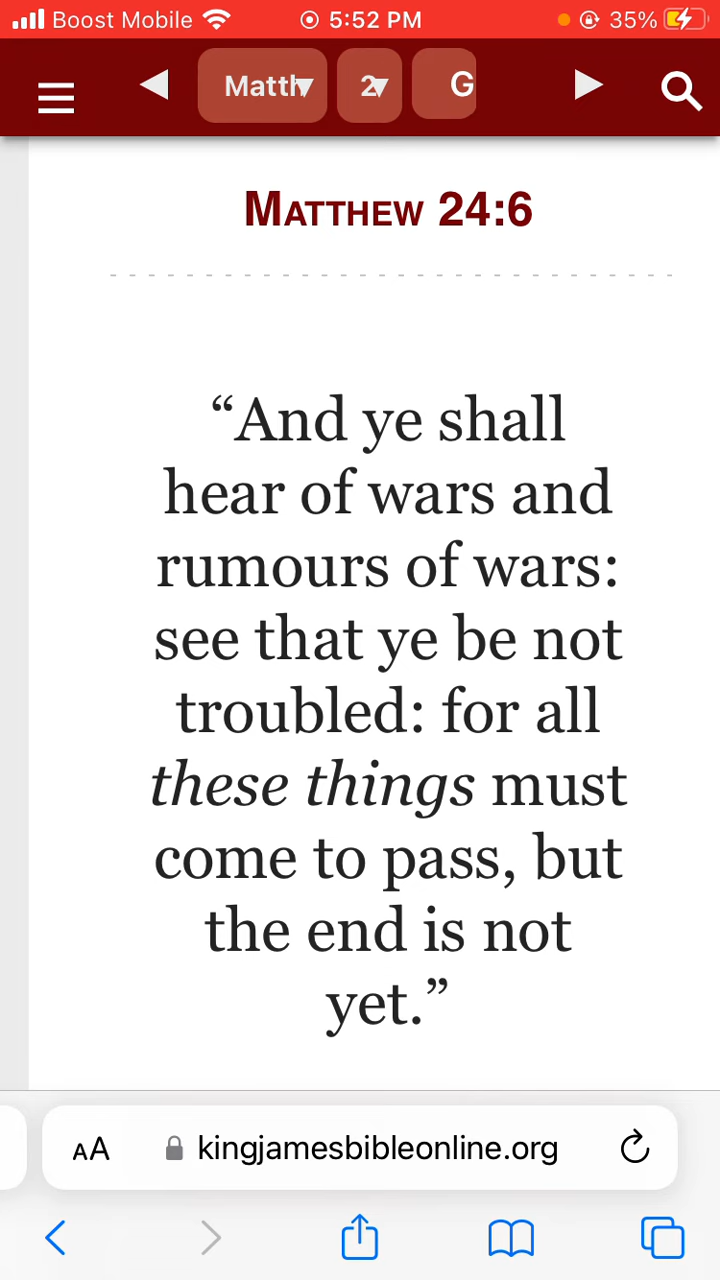 Boost Mobile 5:52 PM 35%
Matth 2 G
MATTHEW 24:6
“And ye shall
hear of wars and
rumours of wars:
see that ye be not
troubled: for all
these things must
come to pass, but
the end is not
yet.”
AA kingjamesbibleonline.org